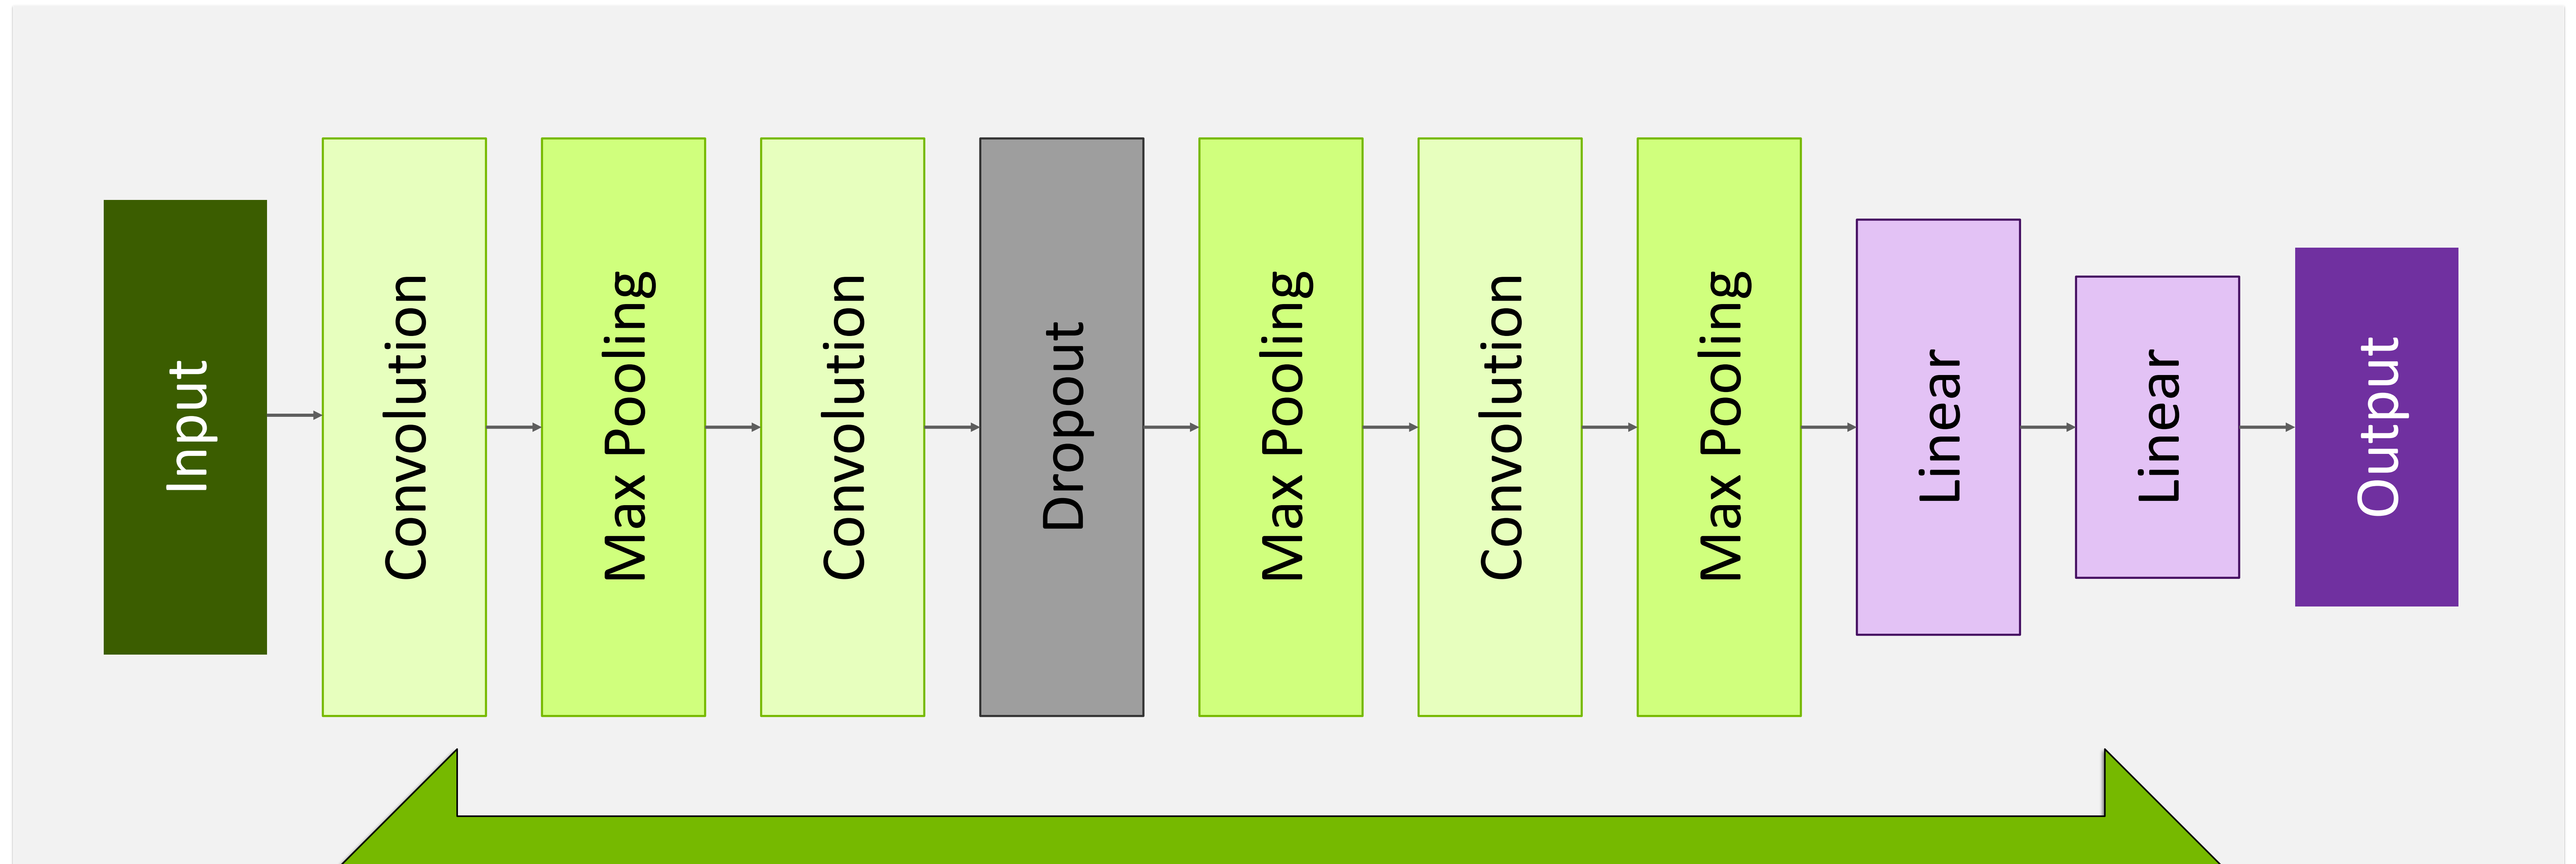 Input
Convolution
Max Pooling
Convolution
Dropout
Max Pooling
Convolution
Max Pooling
Linear
Linear
Output